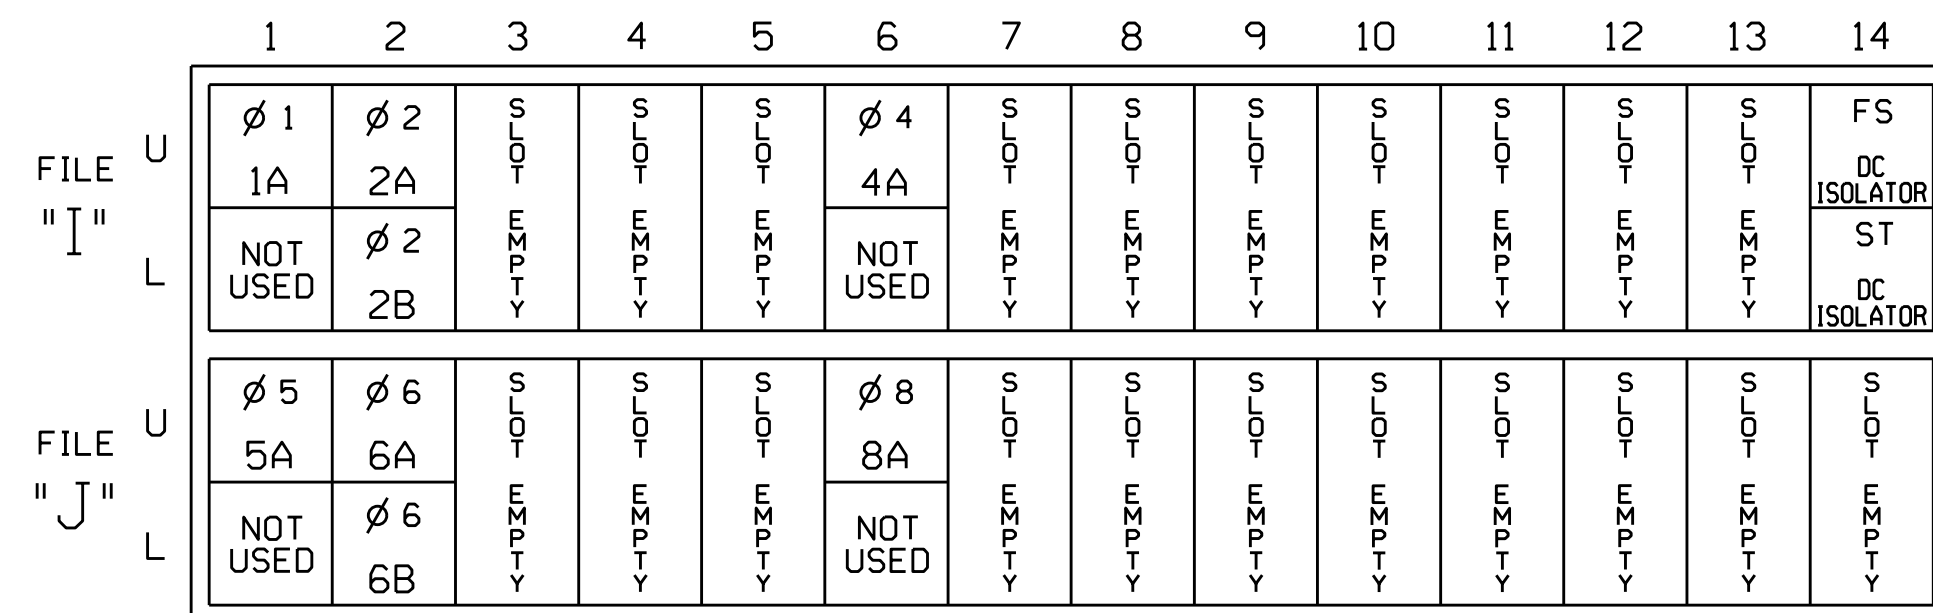 1 2 3 4 5 6 7 8 9 10 11 12 13 14
FILE "I"
U
L
ø 1
1A
NOT
USED
ø 2
2A
ø 2
2B
SLOT EMPTY
SLOT EMPTY
SLOT EMPTY
ø 4
4A
NOT
USED
SLOT EMPTY
SLOT EMPTY
SLOT EMPTY
SLOT EMPTY
SLOT EMPTY
SLOT EMPTY
SLOT EMPTY
FS
DC
ISOLATOR
ST
DC
ISOLATOR
FILE "J"
U
L
ø 5
5A
NOT
USED
ø 6
6A
ø 6
6B
SLOT EMPTY
SLOT EMPTY
SLOT EMPTY
ø 8
8A
NOT
USED
SLOT EMPTY
SLOT EMPTY
SLOT EMPTY
SLOT EMPTY
SLOT EMPTY
SLOT EMPTY
SLOT EMPTY
SLOT EMPTY